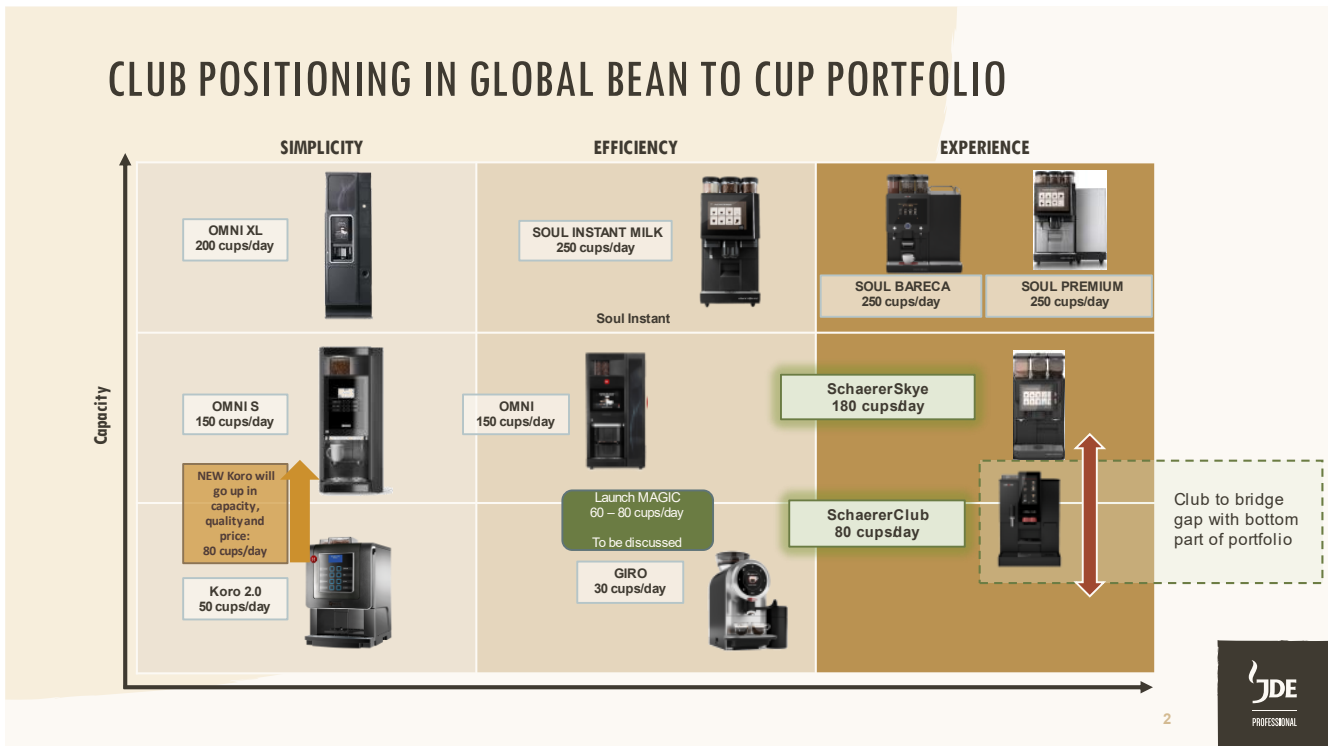 CLUB POSITIONING IN GLOBAL BEAN TO CUP PORTFOLIO
SIMPLICITY
EFFICIENCY
EXPERIENCE
Capacity
OMNI XL
200 cups/day
SOUL INSTANT MILK
250 cups/day
Soul Instant
SOUL BARECA
250 cups/day
SOUL PREMIUM
250 cups/day
OMNI S
150 cups/day
OMNI
150 cups/day
SchaererSkye
180 cups/day
NEW Koro will
go up in
capacity,
quality and
price:
80 cups/day
Launch MAGIC
60 – 80 cups/day
To be discussed
SchaererClub
80 cups/day
Club to bridge
gap with bottom
part of portfolio
Koro 2.0
50 cups/day
GIRO
30 cups/day
2
JDE
PROFESSIONAL